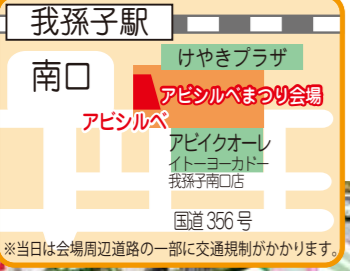 我孫子駅
南口
けやきプラザ
アビシルベまつり会場
アビシルベ
アビイクオーレ
イトーヨーカドー
我孫子南口店
国道356号
※当日は会場周辺道路の一部に交通規制がかかります。